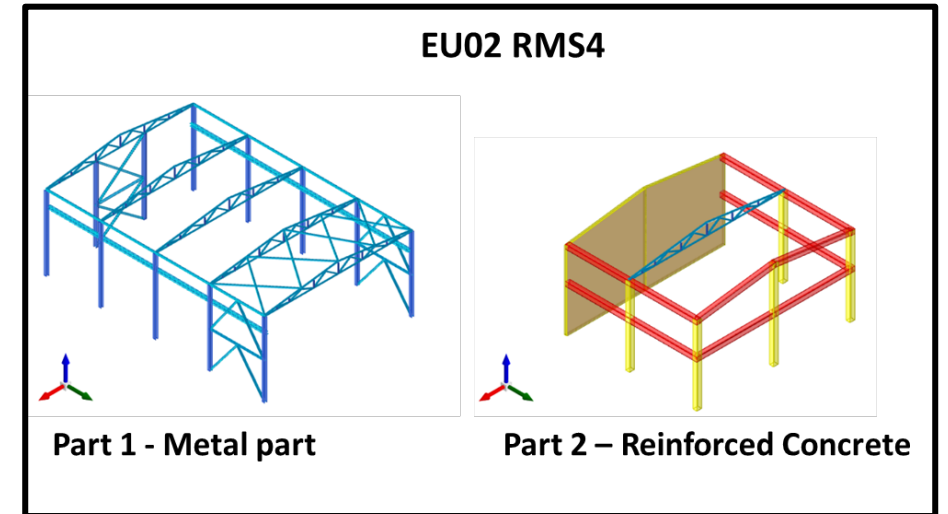 EU02 RMS4
Part 1 - Metal part
Part 2 – Reinforced Concrete